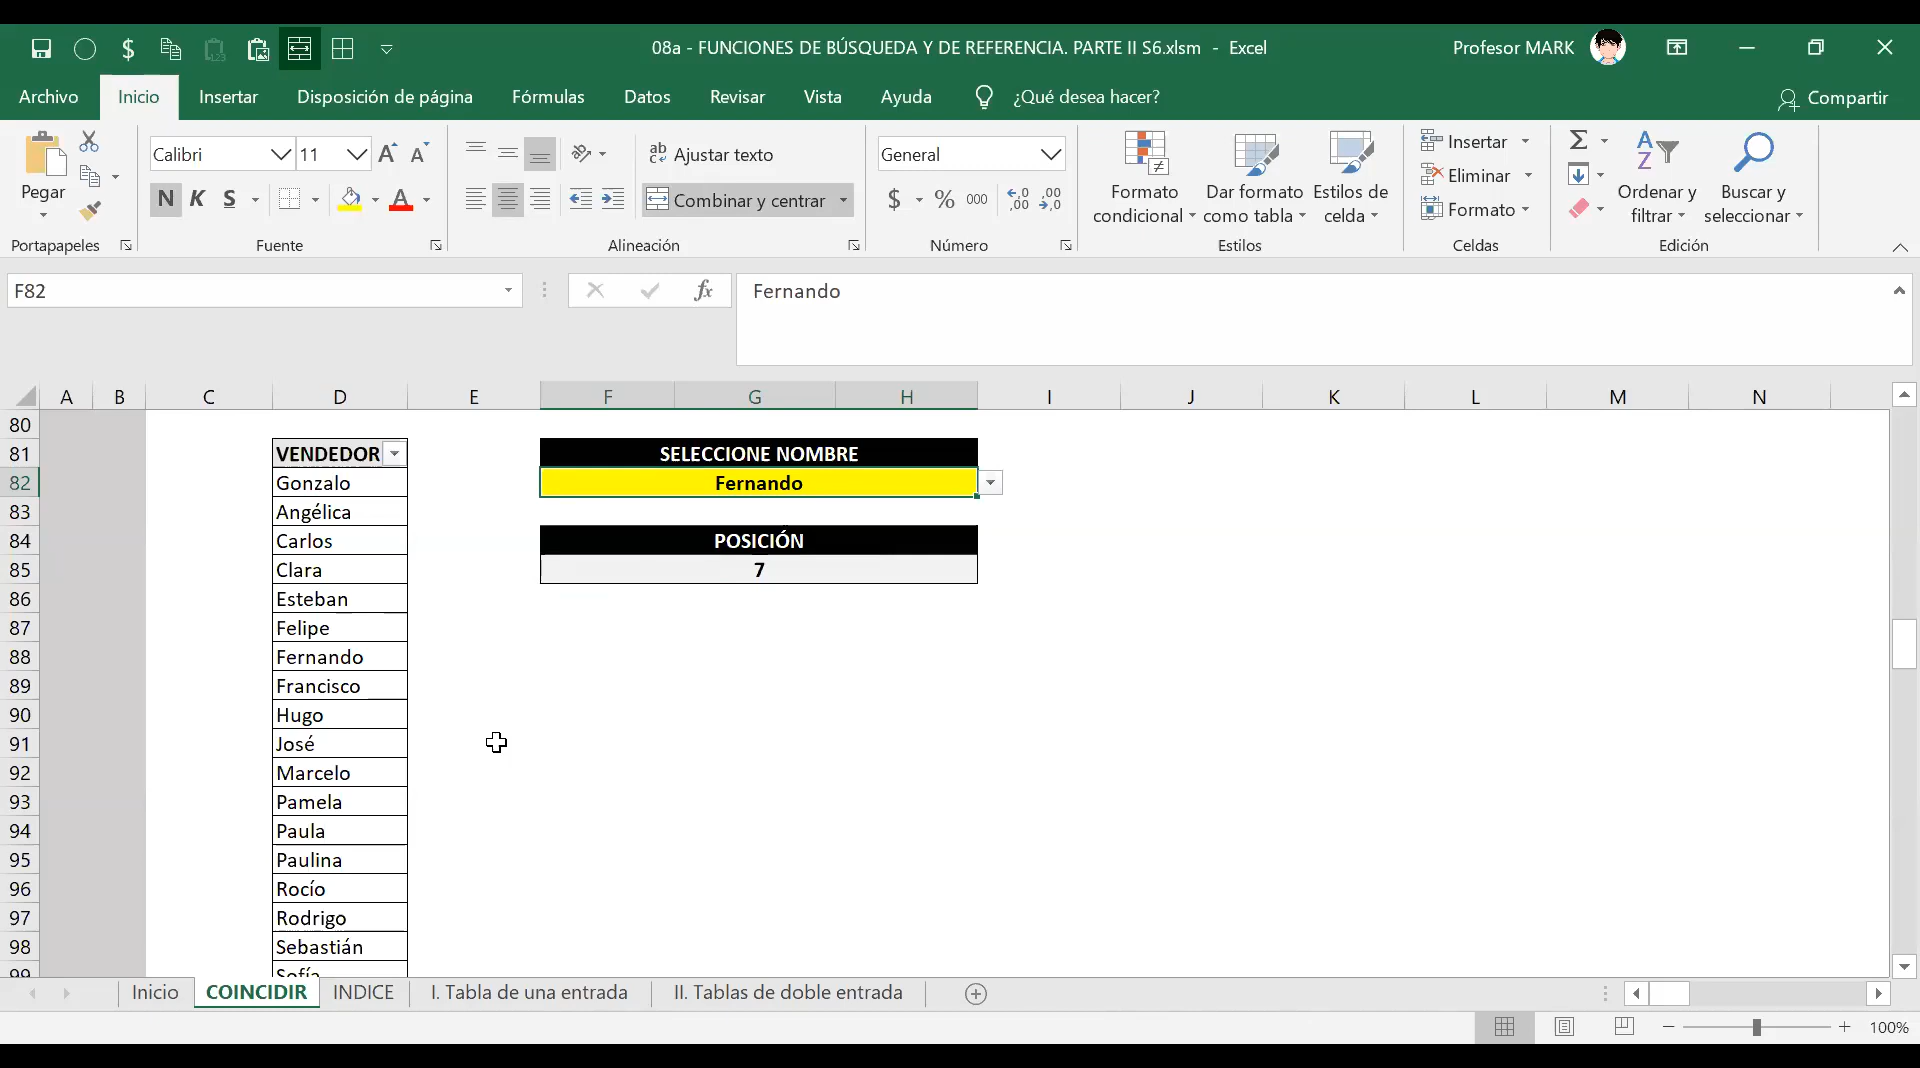 08a - FUNCIONES DE BÚSQUEDA Y DE REFERENCIA. PARTE II S6.xlsm - Excel
Profesor MARK
Archivo
Inicio
Insertar
Disposición de página
Fórmulas
Datos
Revisar
Vista
Ayuda
¿Qué desea hacer?
Compartir
Pegar
Portapapeles
Calibri
11
N K S
Fuente
Ajustar texto
Combinar y centrar
Alineación
General
$ % 000
Número
Formato condicional
Dar formato como tabla
Estilos de celda
Estilos
Insertar
Eliminar
Formato
Celdas
Ordenar y filtrar
Buscar y seleccionar
Edición
F82
fx
Fernando
A B C D E F G H I J K L M N
80
81 VENDEDOR SELECCIONE NOMBRE
82 Gonzalo Fernando
83 Angélica
84 Carlos POSICIÓN
85 Clara 7
86 Esteban
87 Felipe
88 Fernando
89 Francisco
90 Hugo
91 José
92 Marcelo
93 Pamela
94 Paula
95 Paulina
96 Rocío
97 Rodrigo
98 Sebastián
99 Sofía
Inicio
COINCIDIR
INDICE
I. Tabla de una entrada
II. Tablas de doble entrada
100%